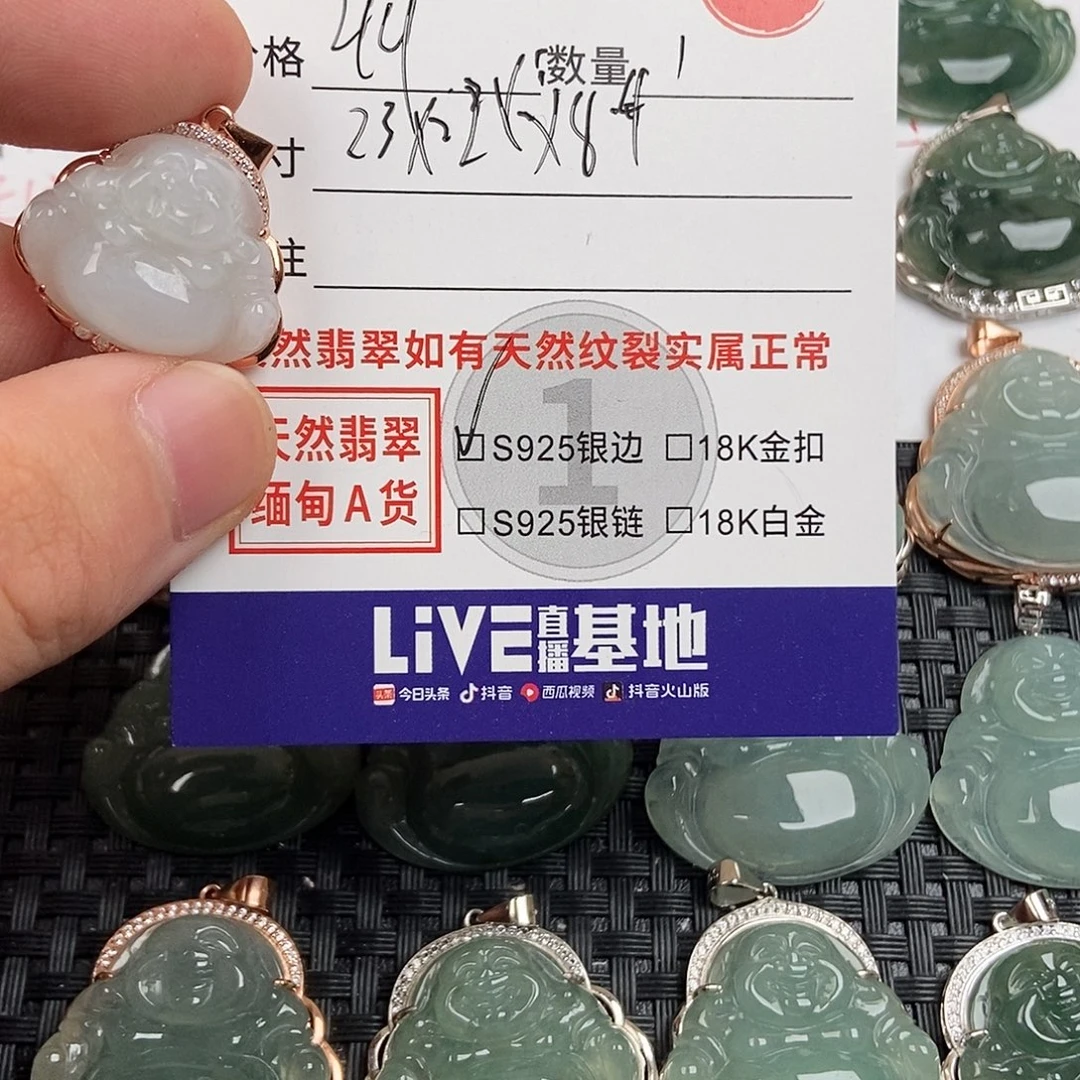 格 数量 1
寸
注
然翡翠如有天然纹裂实属正常
天然翡翠
缅甸A货
☑S925银边 □18K金扣
□S925银链 □18K白金
1
LiVE直播基地
头条 今日头条 抖音 西瓜视频 抖音火山版